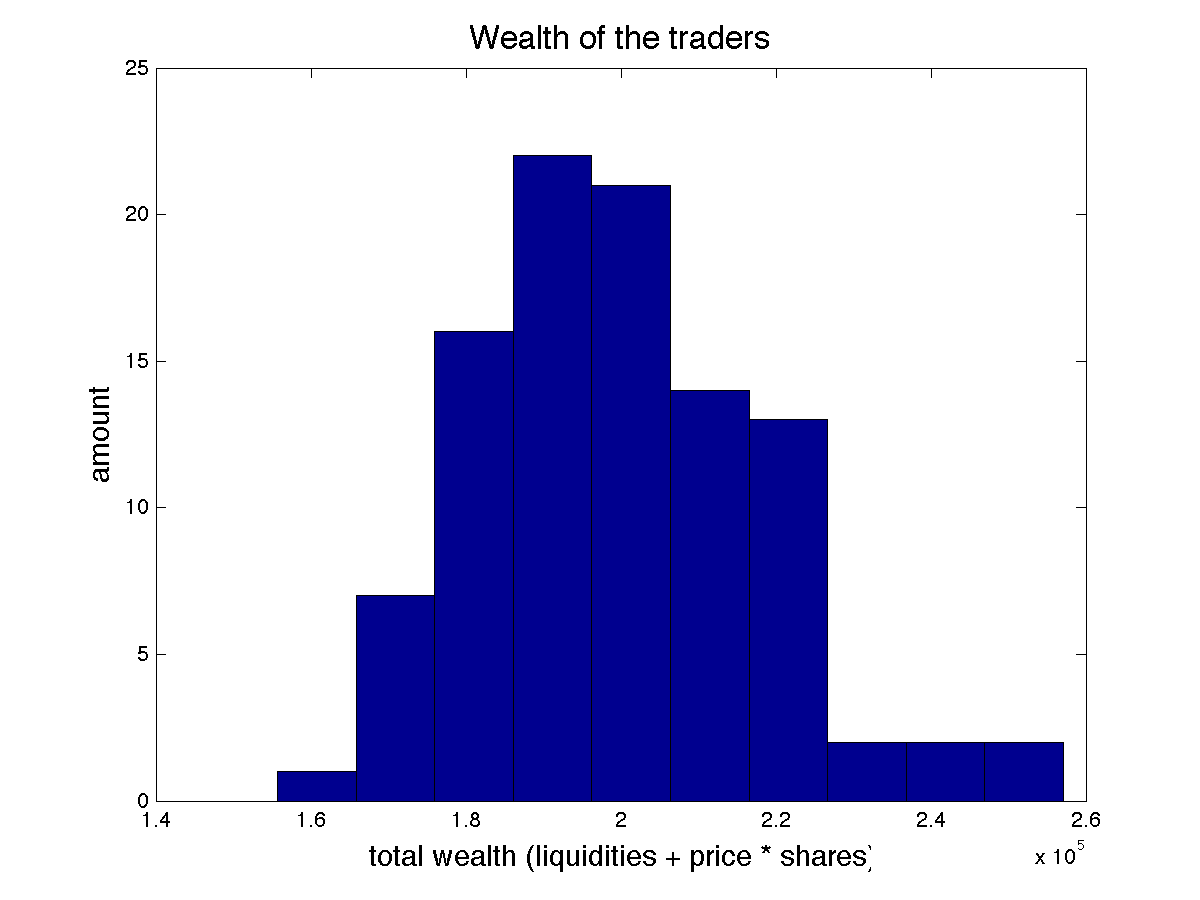 Wealth of the traders
25
20
15
10
5
0
amount
1.4 1.6 1.8 2 2.2 2.4 2.6
x 10^5
total wealth (liquidities + price * shares)